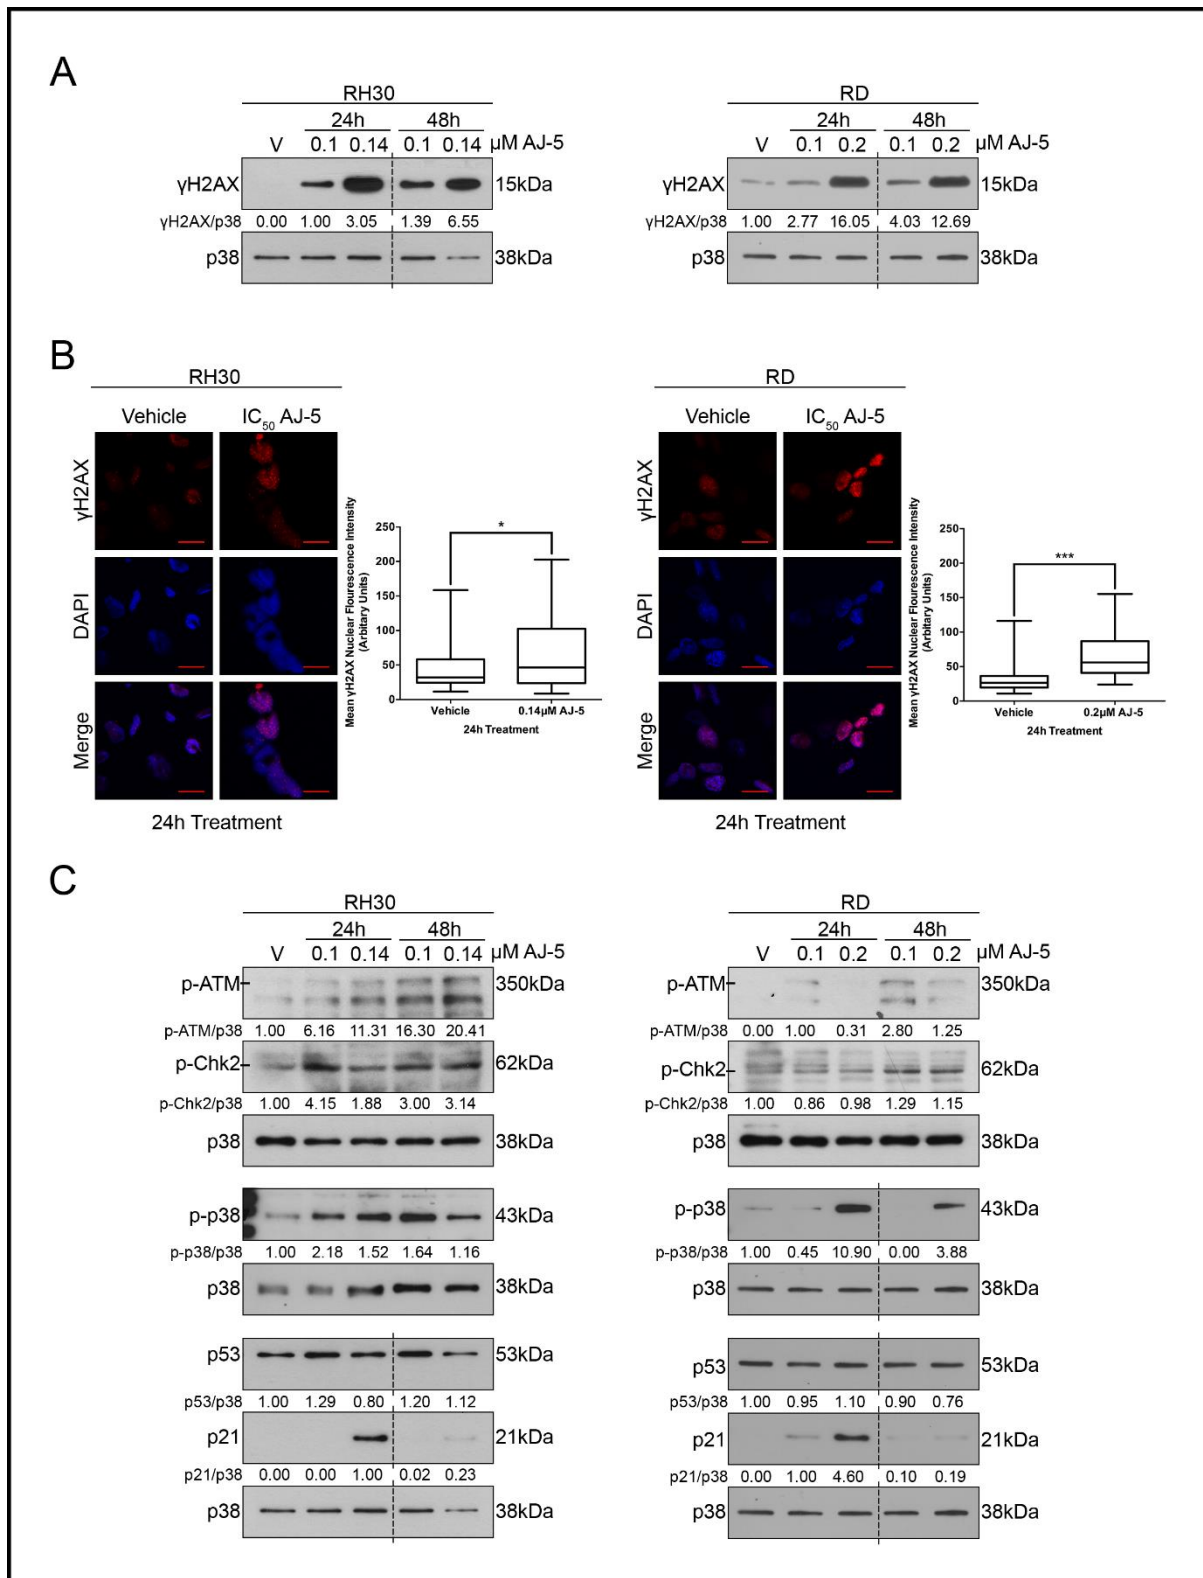 A
RH30
24h 48h
V 0.1 0.14 0.1 0.14 µM AJ-5
γH2AX 15kDa
γH2AX/p38 0.00 1.00 3.05 1.39 6.55
p38 38kDa
RD
24h 48h
V 0.1 0.2 0.1 0.2 µM AJ-5
γH2AX 15kDa
γH2AX/p38 1.00 2.77 16.05 4.03 12.69
p38 38kDa
B
RH30
Vehicle IC50 AJ-5
γH2AX
DAPI
Merge
24h Treatment
Mean γH2AX Nuclear Flourescence Intensity
(Arbitary Units)
250
200
150
100
50
0
*
Vehicle 0.14µM AJ-5
24h Treatment
RD
Vehicle IC50 AJ-5
γH2AX
DAPI
Merge
24h Treatment
Mean γH2AX Nuclear Flourescence Intensity
(Arbitary Units)
250
200
150
100
50
0
***
Vehicle 0.2µM AJ-5
24h Treatment
C
RH30
24h 48h
V 0.1 0.14 0.1 0.14 µM AJ-5
p-ATM 350kDa
p-ATM/p38 1.00 6.16 11.31 16.30 20.41
p-Chk2 62kDa
p-Chk2/p38 1.00 4.15 1.88 3.00 3.14
p38 38kDa
p-p38 43kDa
p-p38/p38 1.00 2.18 1.52 1.64 1.16
p38 38kDa
p53 53kDa
p53/p38 1.00 1.29 0.80 1.20 1.12
p21 21kDa
p21/p38 0.00 0.00 1.00 0.02 0.23
p38 38kDa
RD
24h 48h
V 0.1 0.2 0.1 0.2 µM AJ-5
p-ATM 350kDa
p-ATM/p38 0.00 1.00 0.31 2.80 1.25
p-Chk2 62kDa
p-Chk2/p38 1.00 0.86 0.98 1.29 1.15
p38 38kDa
p-p38 43kDa
p-p38/p38 1.00 0.45 10.90 0.00 3.88
p38 38kDa
p53 53kDa
p53/p38 1.00 0.95 1.10 0.90 0.76
p21 21kDa
p21/p38 0.00 1.00 4.60 0.10 0.19
p38 38kDa